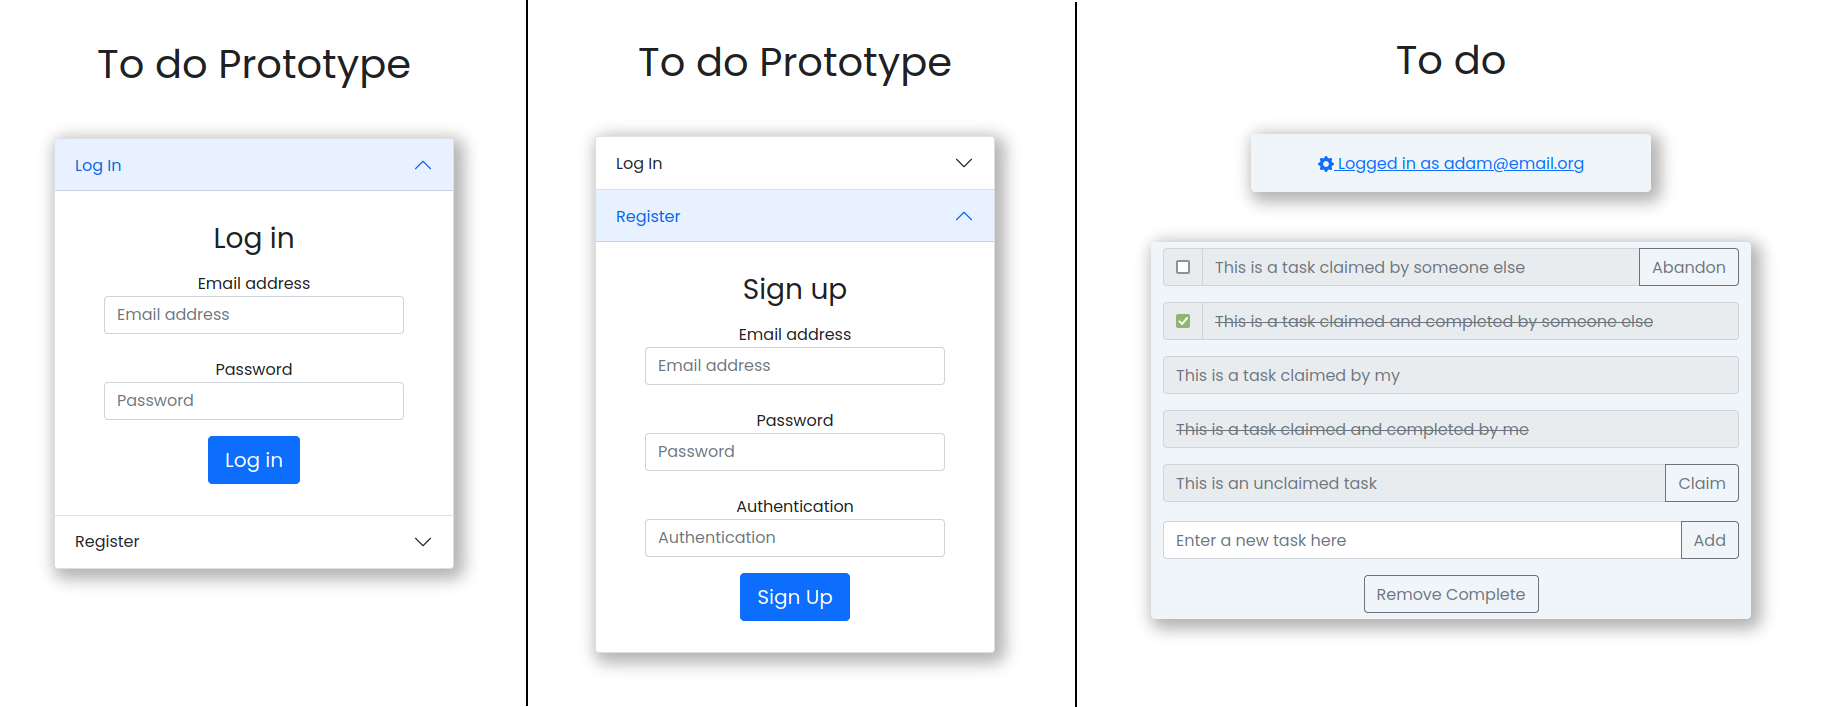 To do Prototype
Log In
Log in
Email address
Email address
Password
Password
Log in
Register
To do Prototype
Log In
Register
Sign up
Email address
Email address
Password
Password
Authentication
Authentication
Sign Up
To do
Logged in as adam@email.org
This is a task claimed by someone else Abandon
This is a task claimed and completed by someone else
This is a task claimed by my
This is a task claimed and completed by me
This is an unclaimed task Claim
Enter a new task here Add
Remove Complete